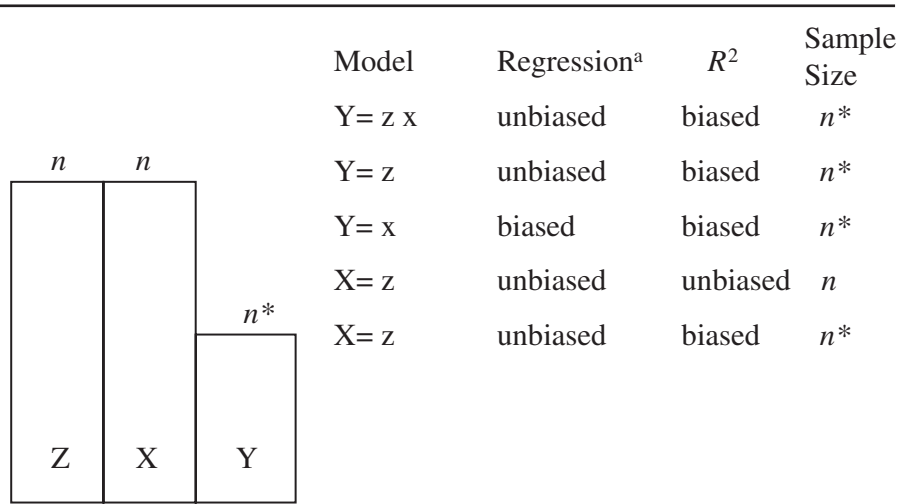 Model Regressionᵃ R² Sample Size
Y= z x unbiased biased n*
Y= z unbiased biased n*
Y= x biased biased n*
X= z unbiased unbiased n
X= z unbiased biased n*
n n
n*
Z X Y